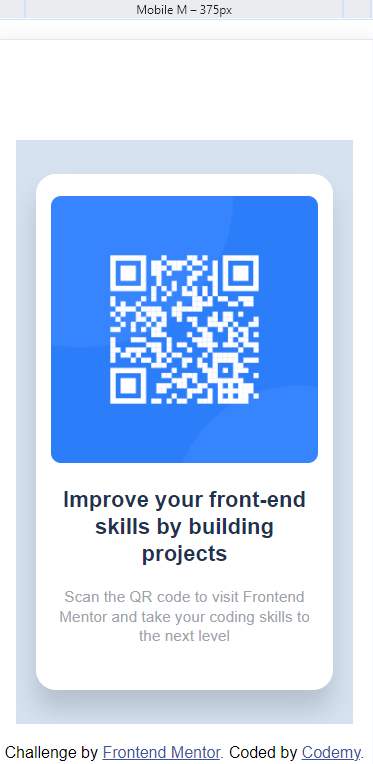 Mobile M – 375px
Improve your front-end
skills by building
projects
Scan the QR code to visit Frontend
Mentor and take your coding skills to
the next level
Challenge by Frontend Mentor. Coded by Codemy.